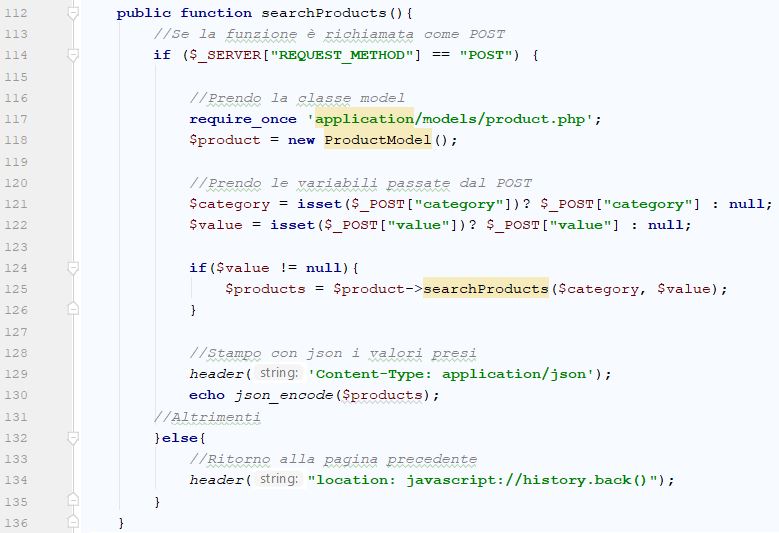 112 public function searchProducts(){
113 //Se la funzione è richiamata come POST
114 if ($_SERVER["REQUEST_METHOD"] == "POST") {
115
116 //Prendo la classe model
117 require_once 'application/models/product.php';
118 $product = new ProductModel();
119
120 //Prendo le variabili passate dal POST
121 $category = isset($_POST["category"])? $_POST["category"] : null;
122 $value = isset($_POST["value"])? $_POST["value"] : null;
123
124 if($value != null){
125 $products = $product->searchProducts($category, $value);
126 }
127
128 //Stampo con json i valori presi
129 header( string: 'Content-Type: application/json');
130 echo json_encode($products);
131 //Altrimenti
132 }else{
133 //Ritorno alla pagina precedente
134 header( string: "location: javascript://history.back()");
135 }
136 }